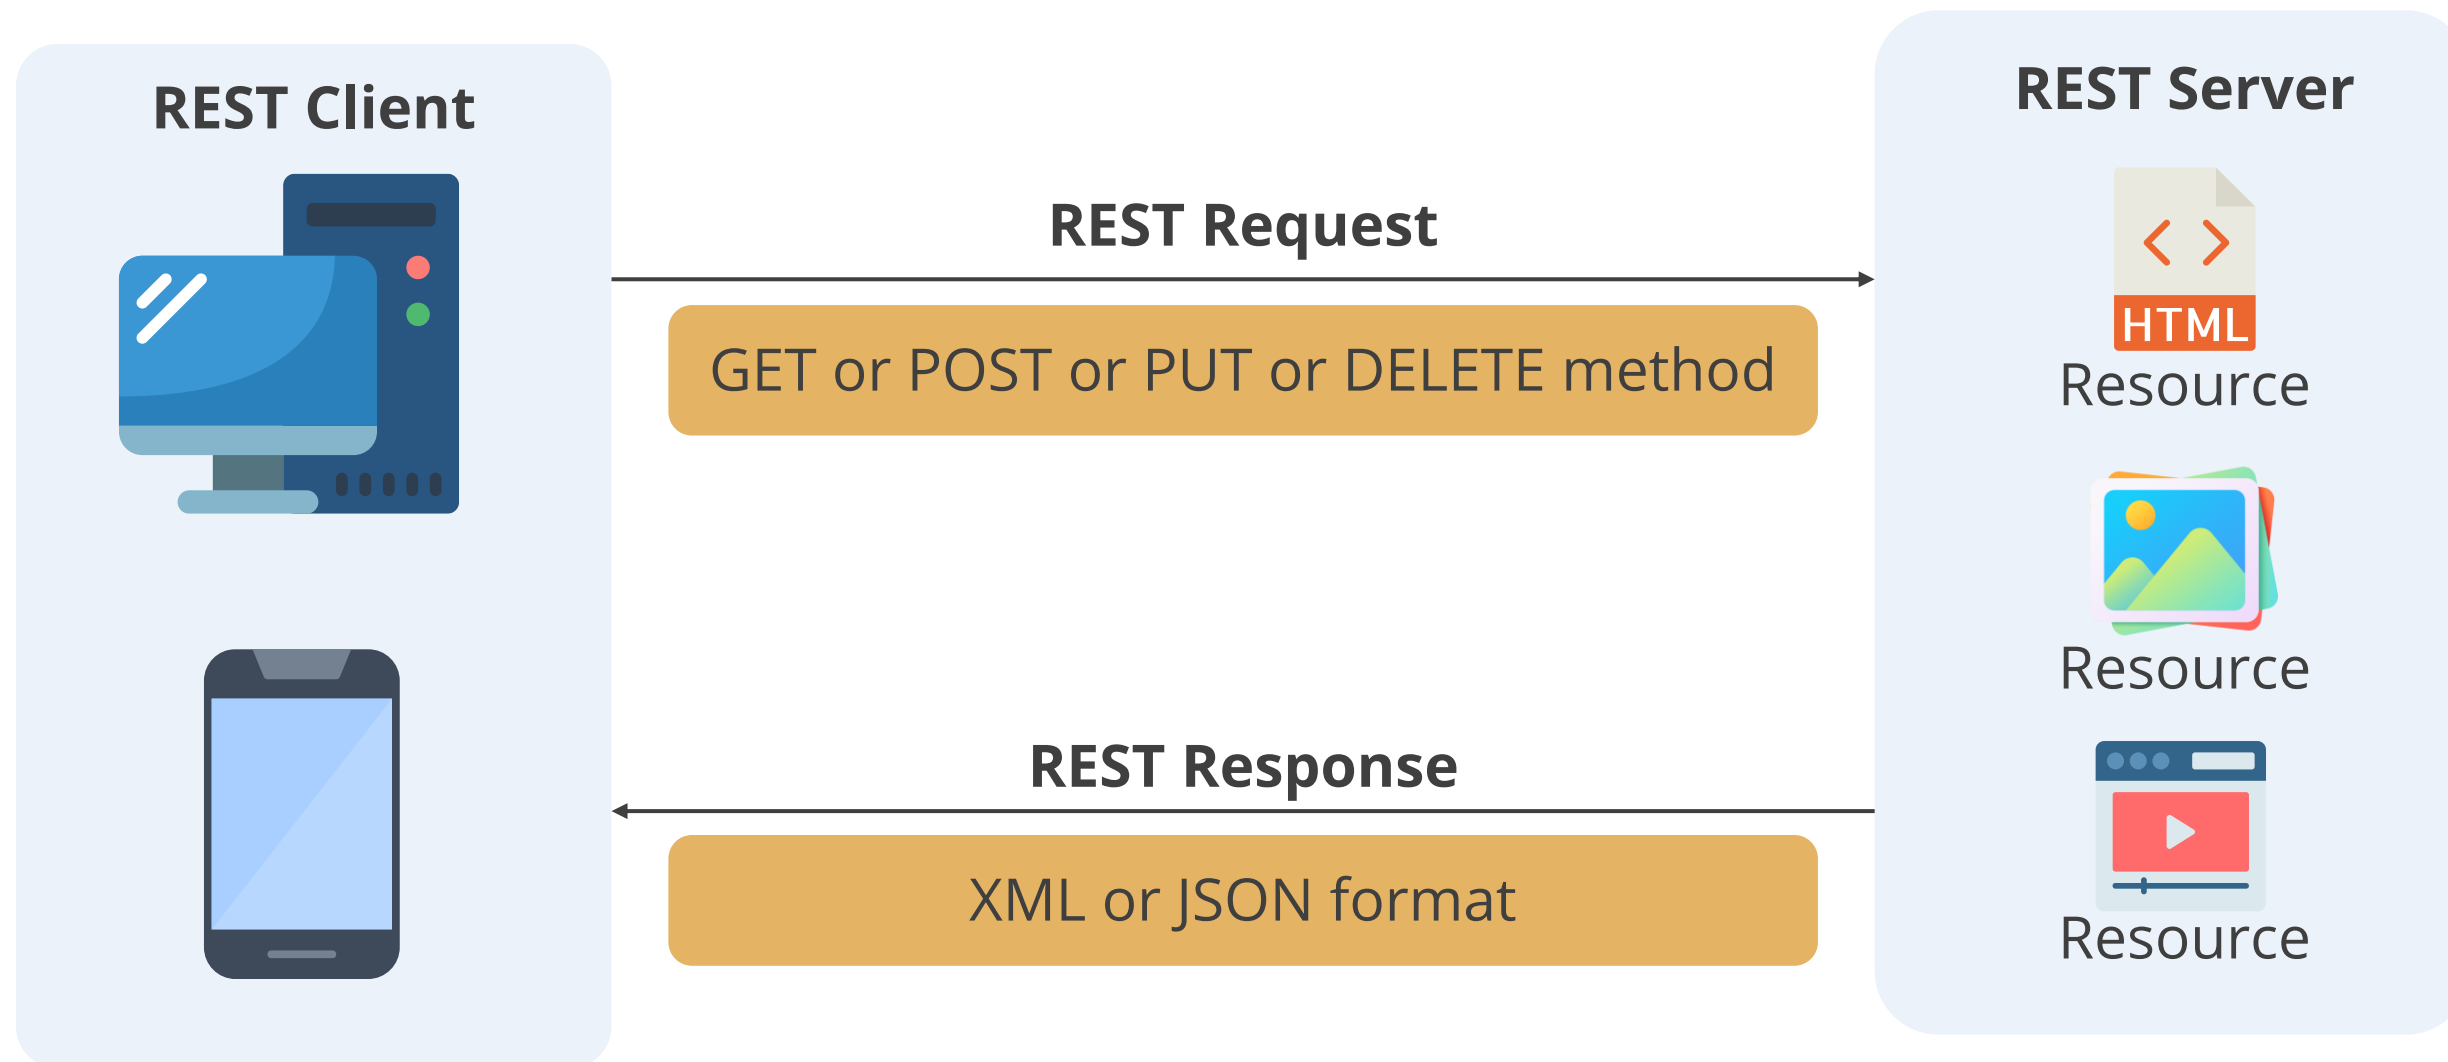 REST Client
REST Request
GET or POST or PUT or DELETE method
REST Response
XML or JSON format
REST Server
HTML
Resource
Resource
Resource